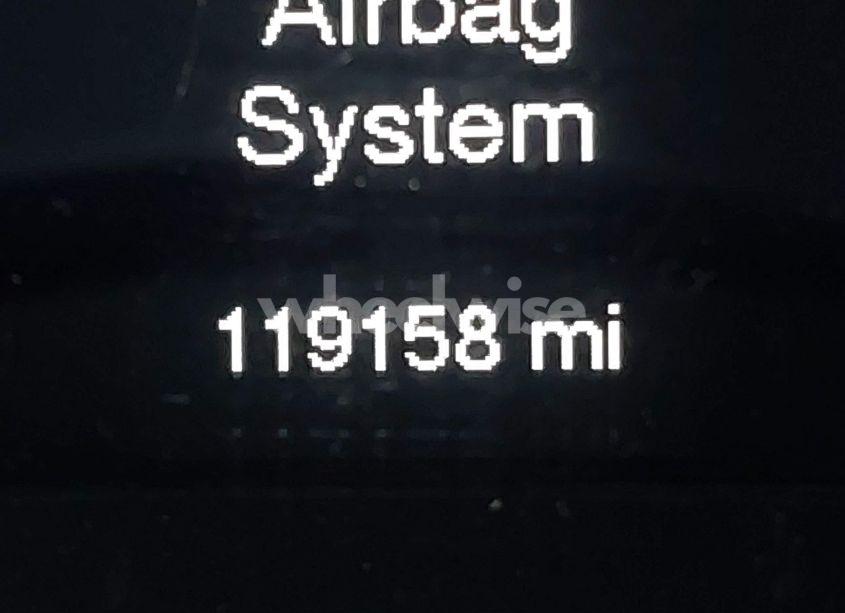 Airbag
System
wheelwise
119158 mi